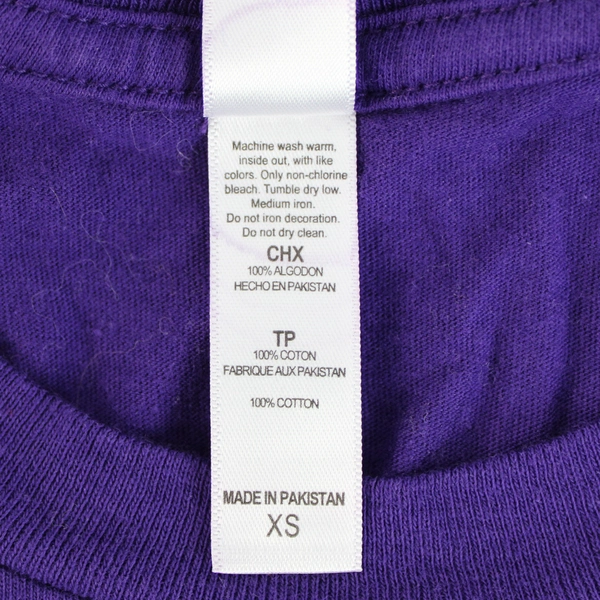 Machine wash warm,
inside out, with like
colors. Only non-chlorine
bleach. Tumble dry low.
Medium iron.
Do not iron decoration.
Do not dry clean.
CHX
100% ALGODON
HECHO EN PAKISTAN
TP
100% COTON
FABRIQUE AUX PAKISTAN
100% COTTON
MADE IN PAKISTAN
XS